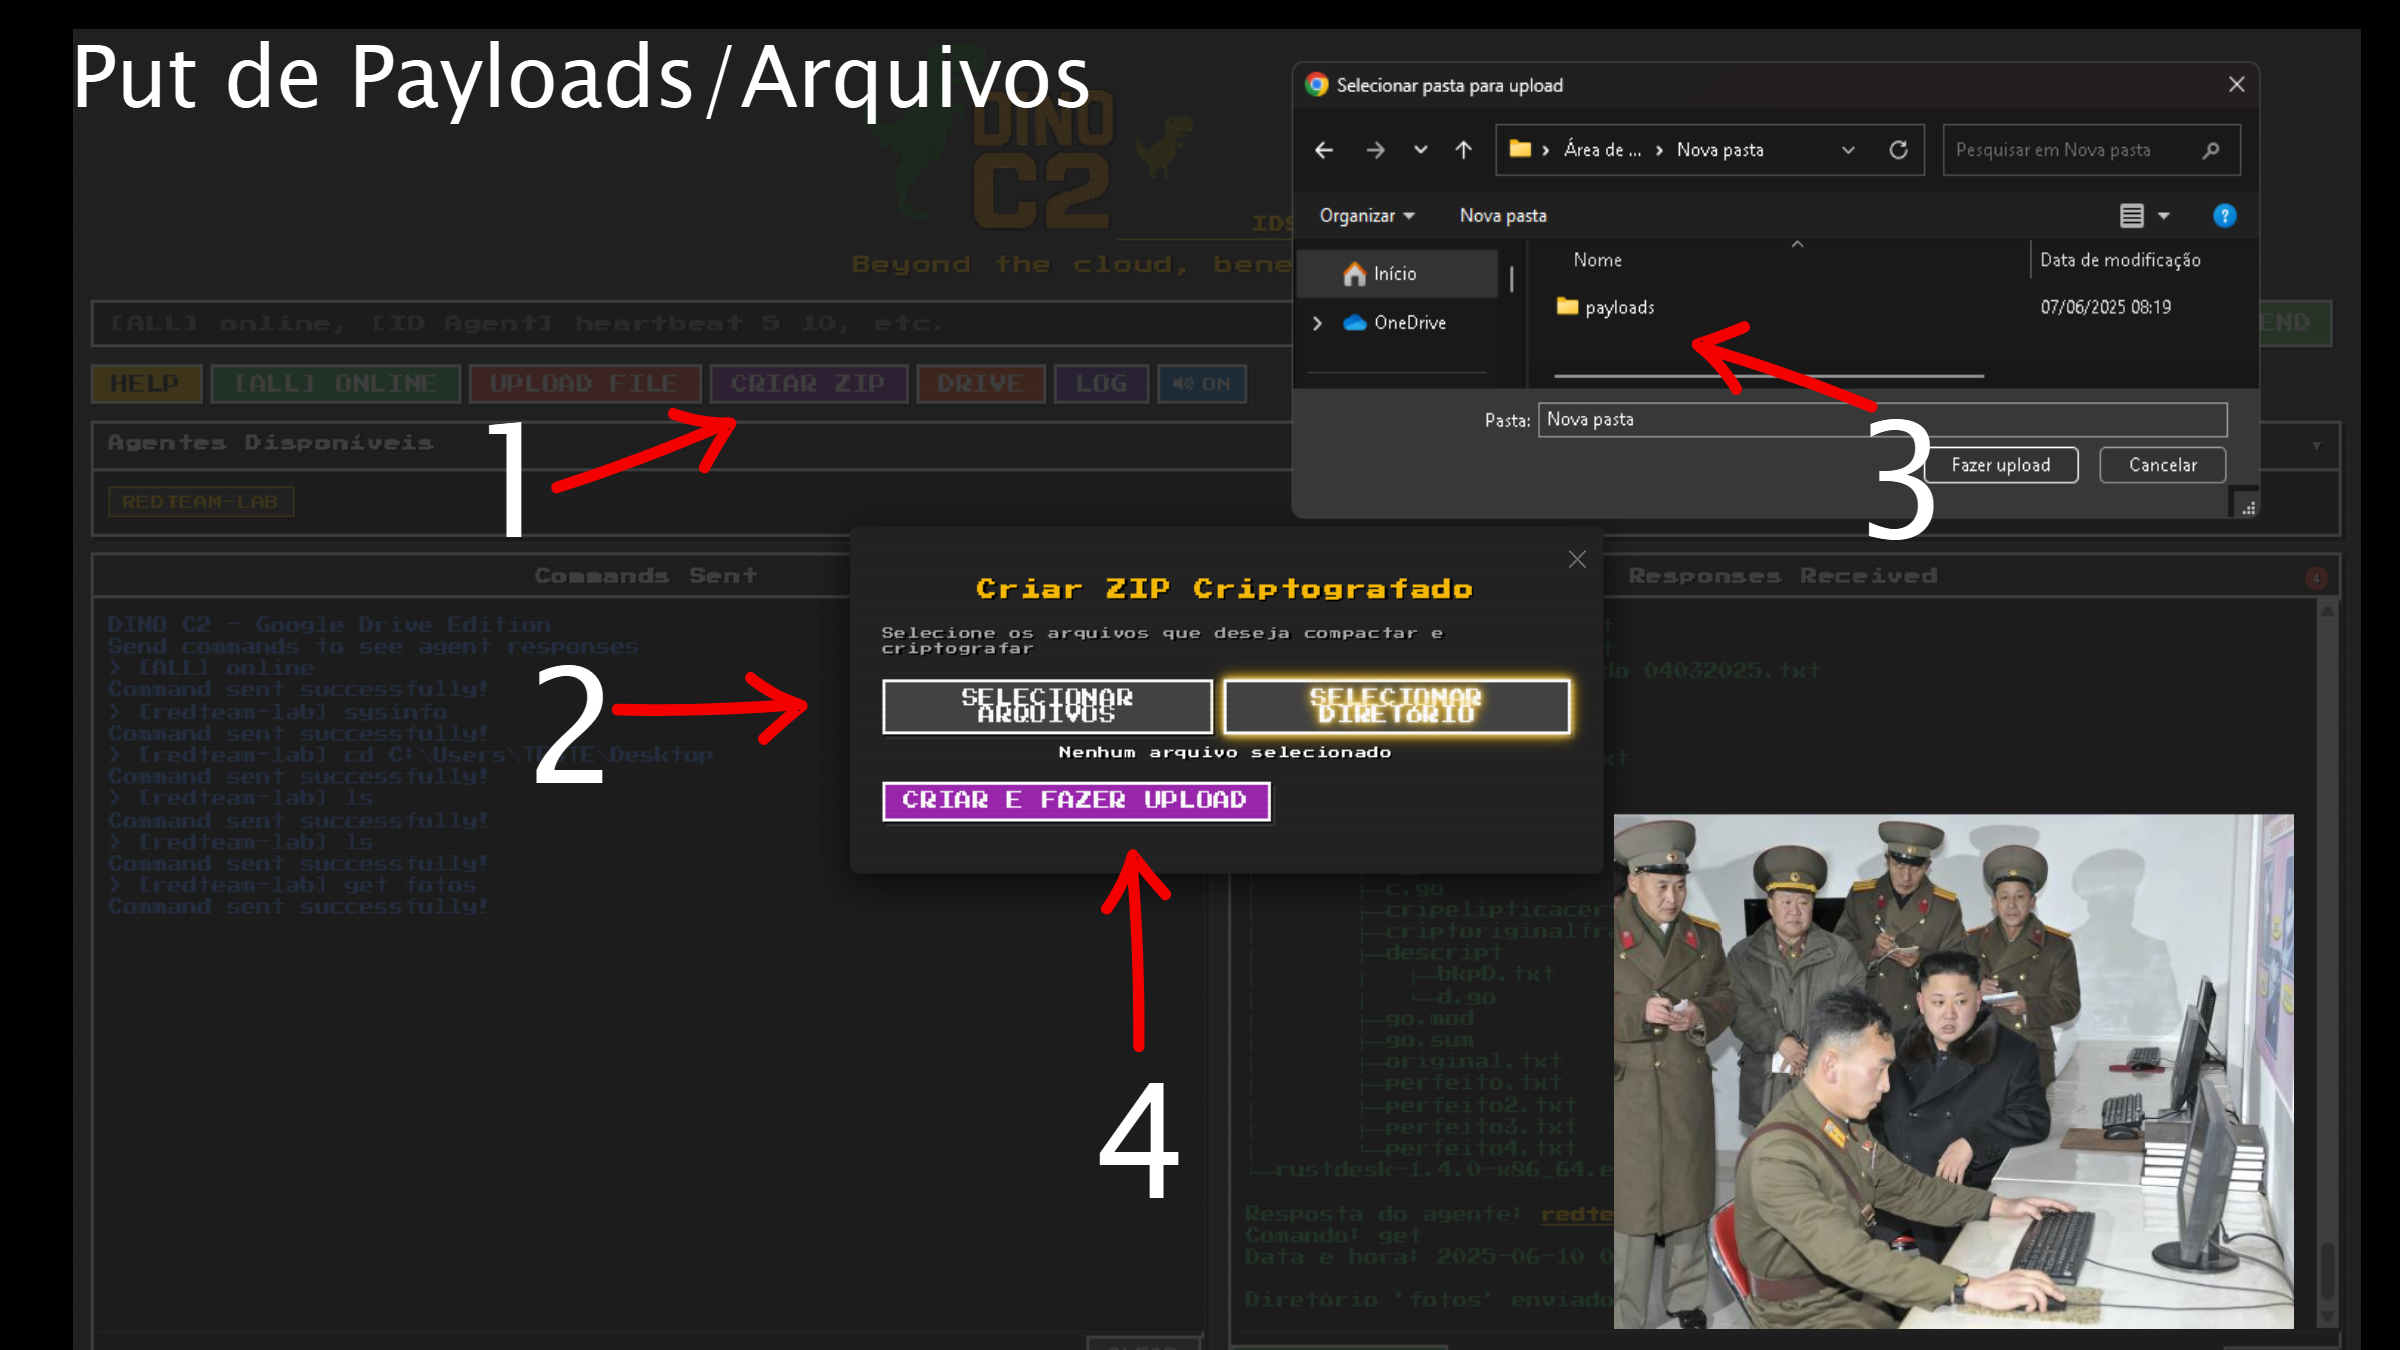 Put de Payloads/Arquivos
DINO
C2
IDS
Beyond the cloud, bene
Selecionar pasta para upload
Área de ... > Nova pasta
Pesquisar em Nova pasta
Organizar
Nova pasta
Início
OneDrive
Nome
Data de modificação
payloads
07/06/2025 08:19
Pasta:
Nova pasta
Fazer upload
Cancelar
[ALL] online, [ID Agent] heartbeat 5 10, etc.
END
HELP
[ALL] ONLINE
UPLOAD FILE
CRIAR ZIP
DRIVE
LOG
ON
1
3
Agentes Disponíveis
REDTEAM-LAB
Commands Sent
DINO C2 - Google Drive Edition
Send commands to see agent responses
> [ALL] online
Command sent successfully!
> [redteam-lab] sysinfo
Command sent successfully!
> [redteam-lab] cd C:\Users\TESTE\Desktop
Command sent successfully!
> [redteam-lab] ls
Command sent successfully!
> [redteam-lab] ls
Command sent successfully!
> [redteam-lab] get fotos
Command sent successfully!
2
Criar ZIP Criptografado
Selecione os arquivos que deseja compactar e
criptografar
SELECIONAR
ARQUIVOS
SELECIONAR
DIRETÓRIO
Nenhum arquivo selecionado
CRIAR E FAZER UPLOAD
4
Responses Received
4
do 04032025.txt
xt
c.go
cripelipticacer
criptoriginalfra
descript
bkpD.txt
d.go
go.mod
go.sum
original.txt
perfeito.txt
perfeito2.txt
perfeito3.txt
perfeito4.txt
rustdesk-1.4.0-x86_64.e
Resposta do agente: redte
Comando: get
Data e hora: 2025-06-10 0
Diretório 'fotos' enviado